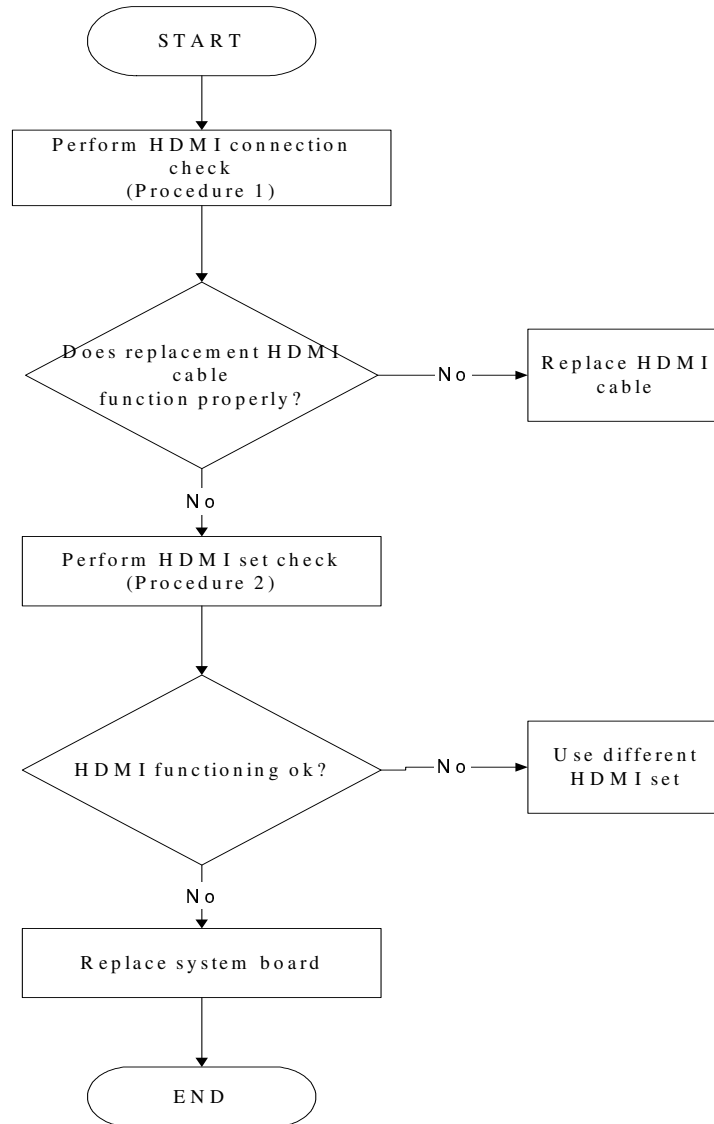 START
Perform HDMI connection
check
(Procedure 1)
Does replacement HDMI
cable
function properly?
No
Replace HDMI
cable
No
Perform HDMI set check
(Procedure 2)
HDMI functioning ok?
No
Use different
HDMI set
No
Replace system board
END